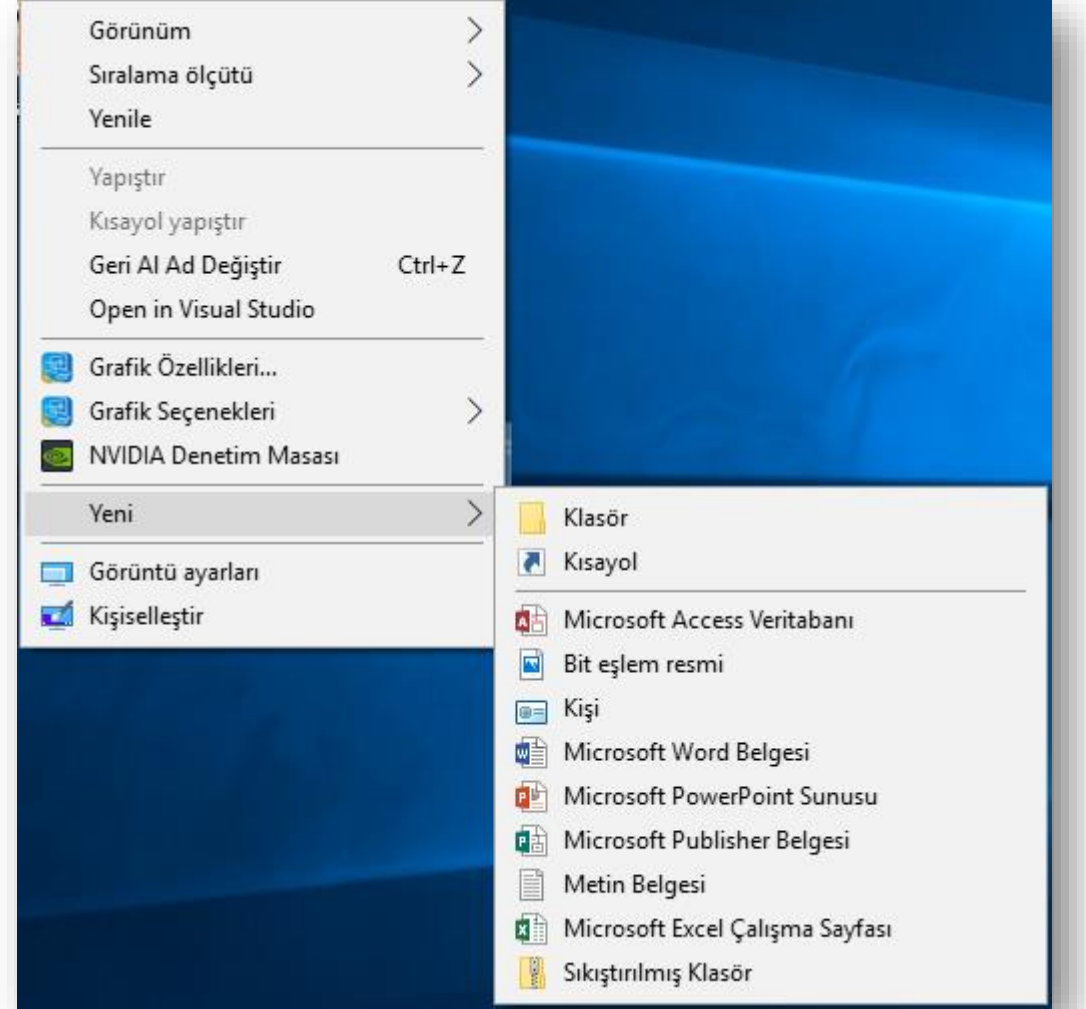 Görünüm
Sıralama ölçütü
Yenile
Yapıştır
Kısayol yapıştır
Geri Al Ad Değiştir Ctrl+Z
Open in Visual Studio
Grafik Özellikleri...
Grafik Seçenekleri
NVIDIA Denetim Masası
Yeni
Görüntü ayarları
Kişiselleştir
Klasör
Kısayol
Microsoft Access Veritabanı
Bit eşlem resmi
Kişi
Microsoft Word Belgesi
Microsoft PowerPoint Sunusu
Microsoft Publisher Belgesi
Metin Belgesi
Microsoft Excel Çalışma Sayfası
Sıkıştırılmış Klasör